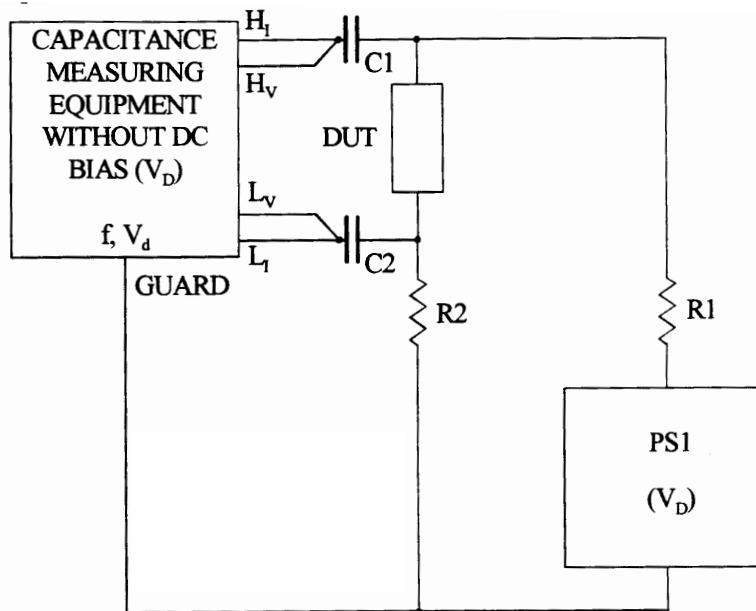 CAPACITANCE
MEASURING
EQUIPMENT
WITHOUT DC
BIAS (V_D)
f, V_d
H_I
H_V
L_V
L_I
GUARD
C1
DUT
C2
R2
R1
PS1
(V_D)